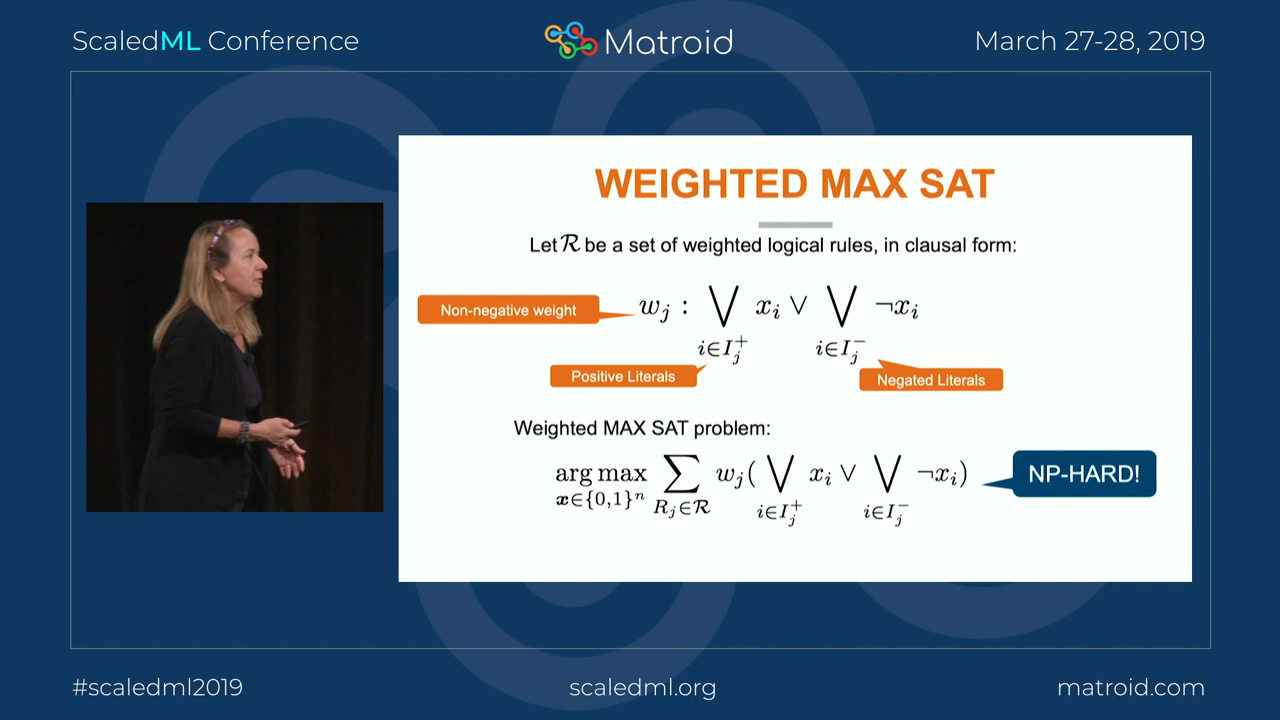 ScaledML Conference
Matroid
March 27-28, 2019
WEIGHTED MAX SAT
Let ℛ be a set of weighted logical rules, in clausal form:
Non-negative weight
w_j : ⋁_{i∈I_j^+} x_i ∨ ⋁_{i∈I_j^-} ¬x_i
Positive Literals
Negated Literals
Weighted MAX SAT problem:
arg max_{x∈{0,1}^n} ∑_{R_j∈ℛ} w_j( ⋁_{i∈I_j^+} x_i ∨ ⋁_{i∈I_j^-} ¬x_i)
NP-HARD!
#scaledml2019
scaledml.org
matroid.com